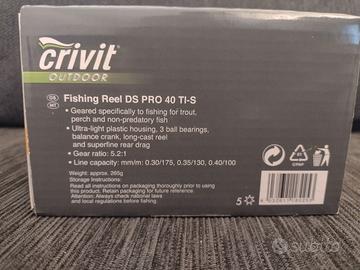 crivit
OUTDOOR
Fishing Reel DS PRO 40 TI-S
• Geared specifically to fishing for trout,
perch and non-predatory fish
• Ultra-light plastic housing, 3 ball bearings,
balance crank, long-cast reel
and superfine rear drag
• Gear ratio: 5.2:1
• Line capacity: mm/m: 0.30/175, 0.35/130, 0.40/100
Weight: approx. 265g
Storage Instructions:
Read all instructions on packaging thoroughly prior to using
this product. Retain packaging for future reference.
Attention: Always check national laws
and local regulations before fishing.
5
subito